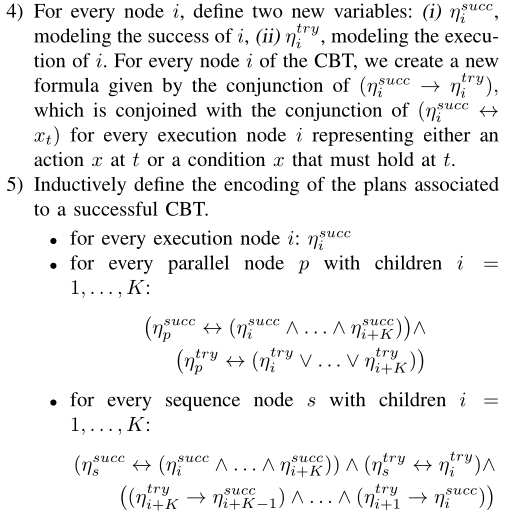 4) For every node i, define two new variables: (i) η_i^{succ},
modeling the success of i, (ii) η_i^{try}, modeling the execu-
tion of i. For every node i of the CBT, we create a new
formula given by the conjunction of (η_i^{succ} → η_i^{try}),
which is conjoined with the conjunction of (η_i^{succ} ↔
x_t) for every execution node i representing either an
action x at t or a condition x that must hold at t.
5) Inductively define the encoding of the plans associated
to a successful CBT.
• for every execution node i: η_i^{succ}
• for every parallel node p with children i =
1, . . . , K:
(η_p^{succ} ↔ (η_i^{succ} ∧ . . . ∧ η_{i+K}^{succ}))∧
(η_p^{try} ↔ (η_i^{try} ∨ . . . ∨ η_{i+K}^{try}))
• for every sequence node s with children i =
1, . . . , K:
(η_s^{succ} ↔ (η_i^{succ} ∧ . . . ∧ η_{i+K}^{succ})) ∧ (η_s^{try} ↔ η_i^{try})∧
((η_{i+K}^{try} → η_{i+K−1}^{succ}) ∧ . . . ∧ (η_{i+1}^{try} → η_i^{succ}))